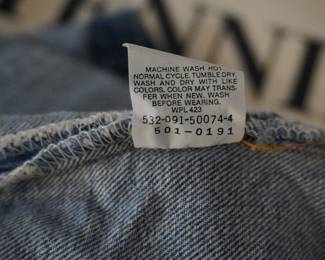 MACHINE WASH HOT
NORMAL CYCLE. TUMBLE DRY
WASH AND DRY WITH LIKE
COLORS. COLOR MAY TRANS-
FER WHEN NEW. WASH
BEFORE WEARING.
WPL 423
532-091-50074-4
501-0191